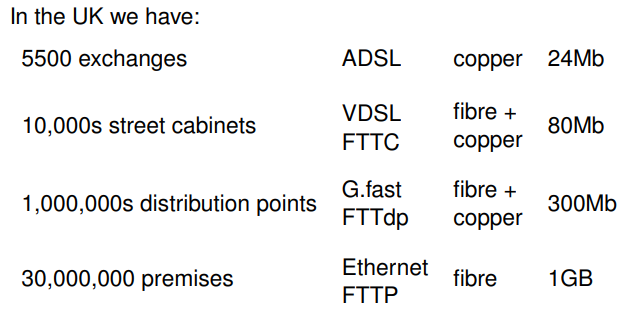 In the UK we have:
5500 exchanges ADSL copper 24Mb
10,000s street cabinets VDSL FTTC fibre + copper 80Mb
1,000,000s distribution points G.fast FTTdp fibre + copper 300Mb
30,000,000 premises Ethernet FTTP fibre 1GB